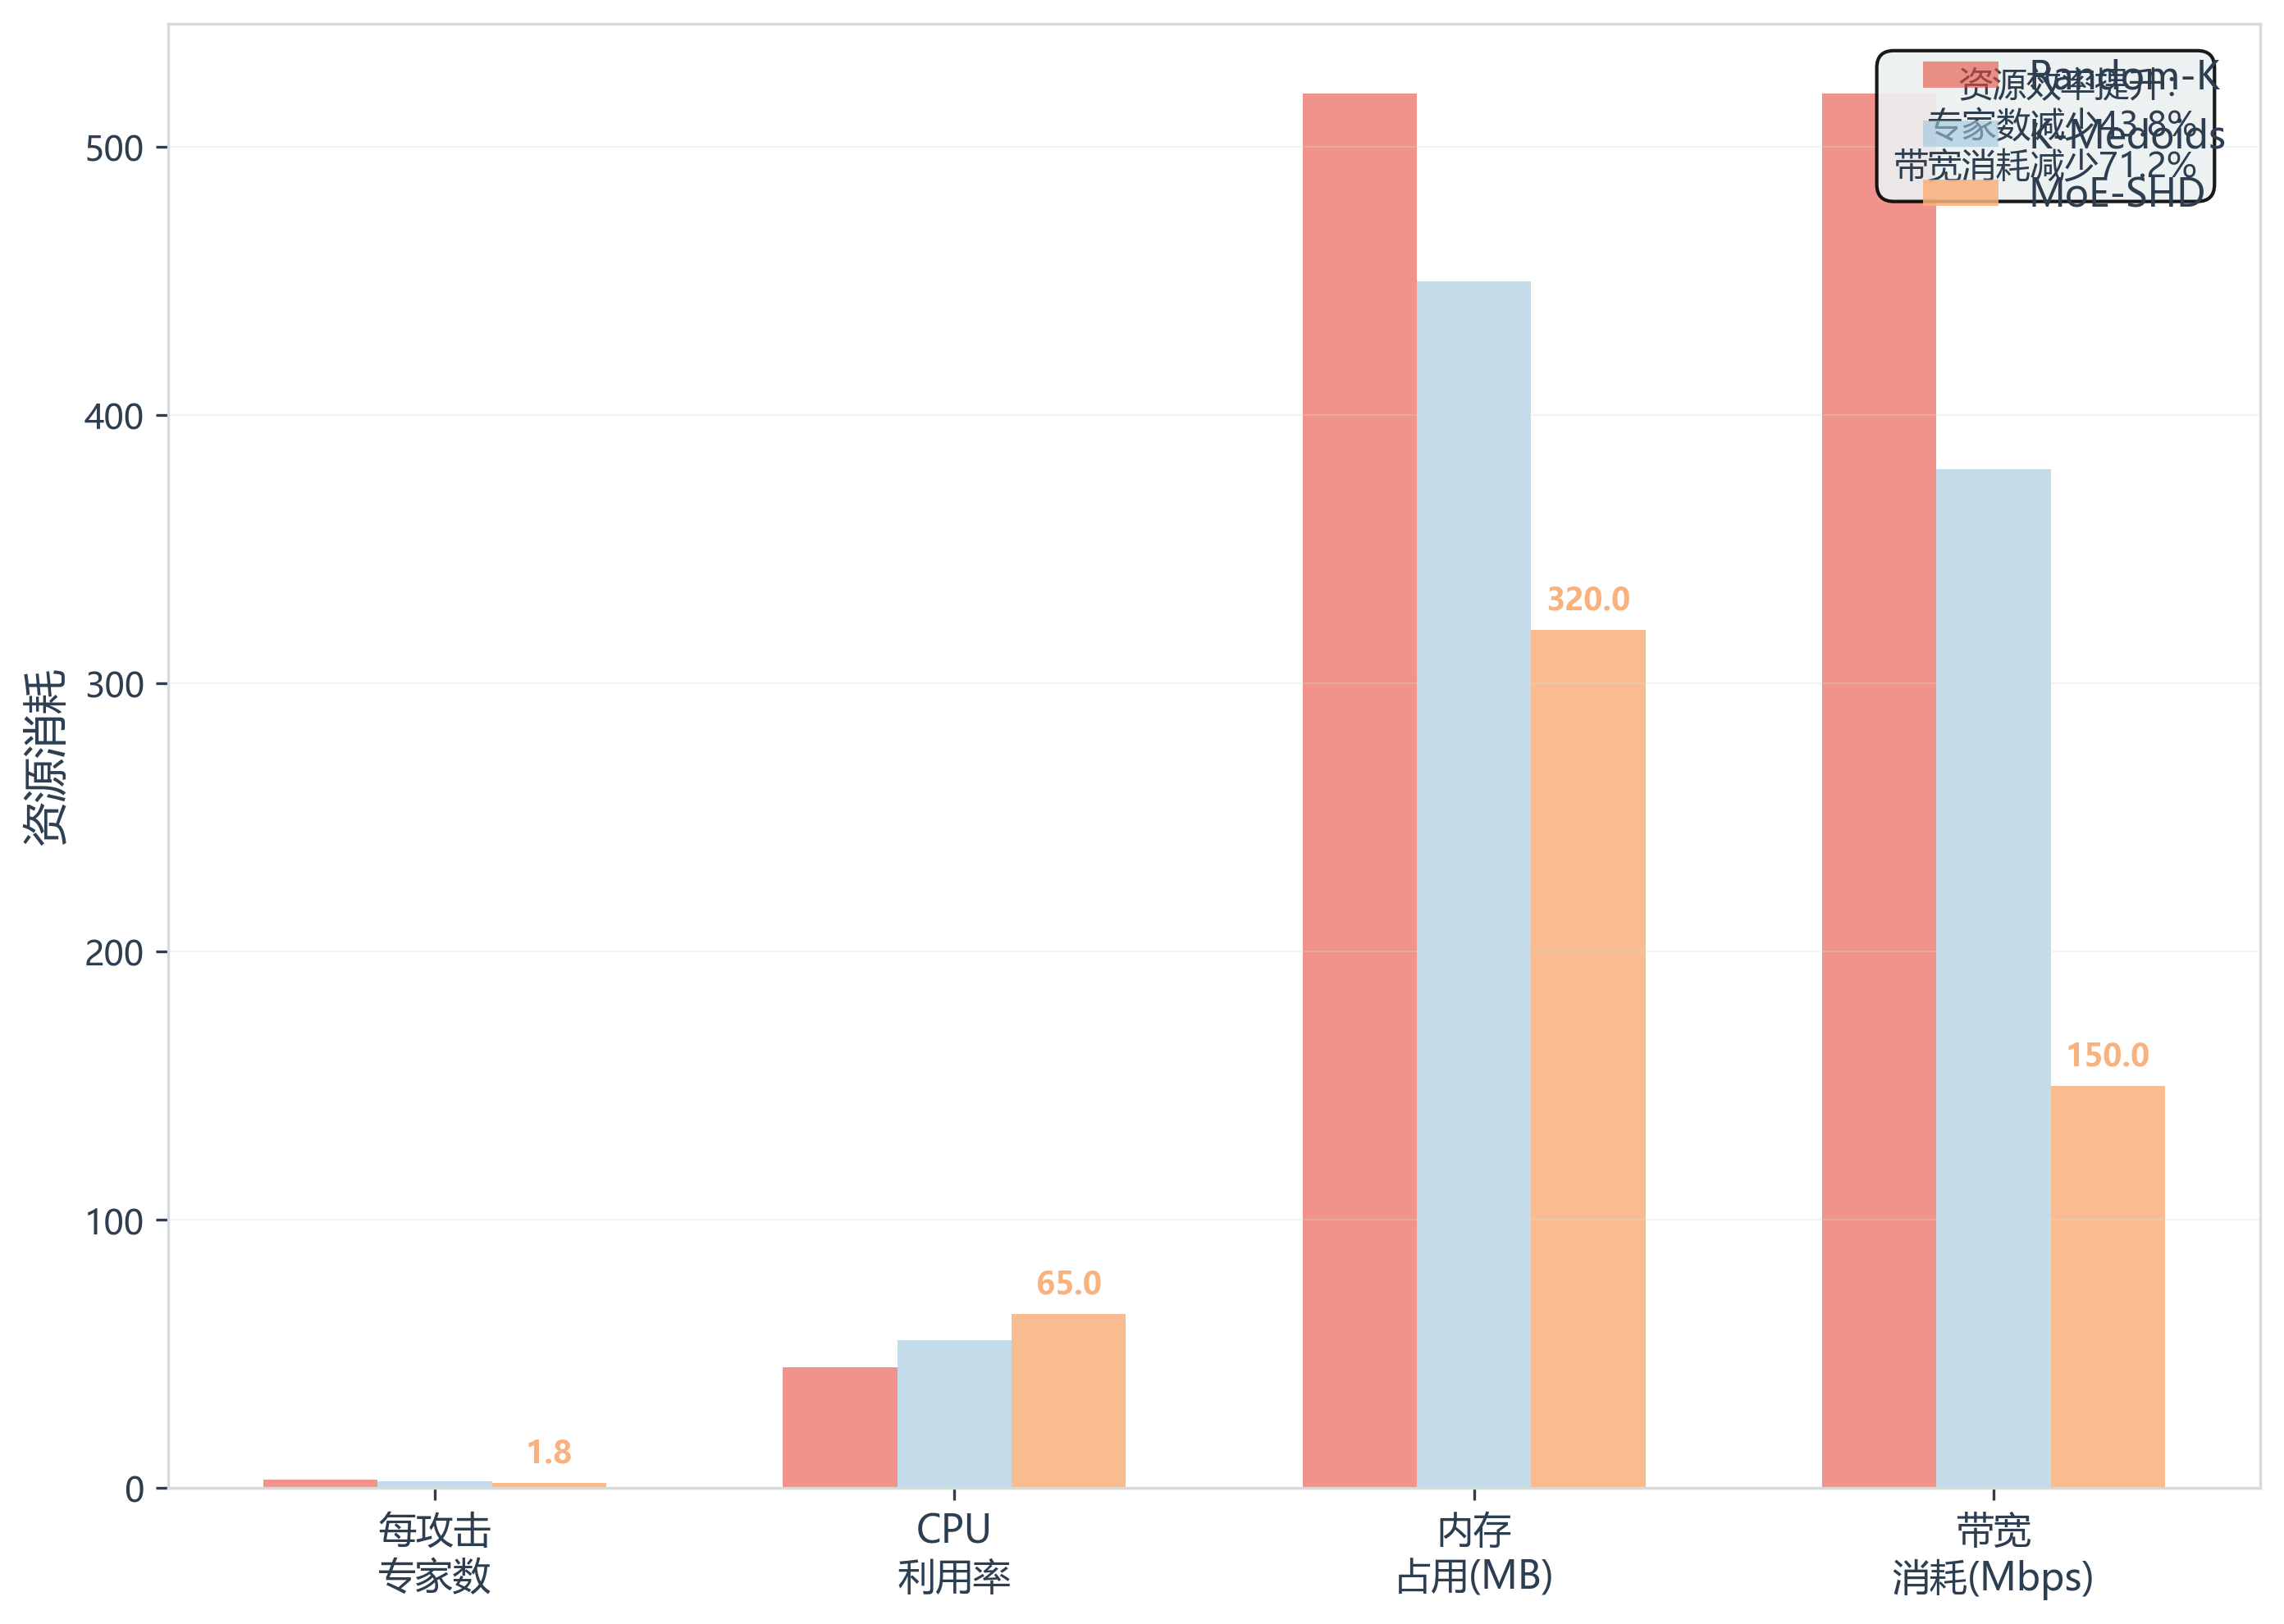 资源消耗
500
400
300
200
100
0
资源效率提升:
专家数减少43.8%
带宽消耗减少71.2%
Random-K
K-Medoids
MoE-SHD
1.8
65.0
320.0
150.0
每攻击
专家数
CPU
利用率
内存
占用(MB)
带宽
消耗(Mbps)